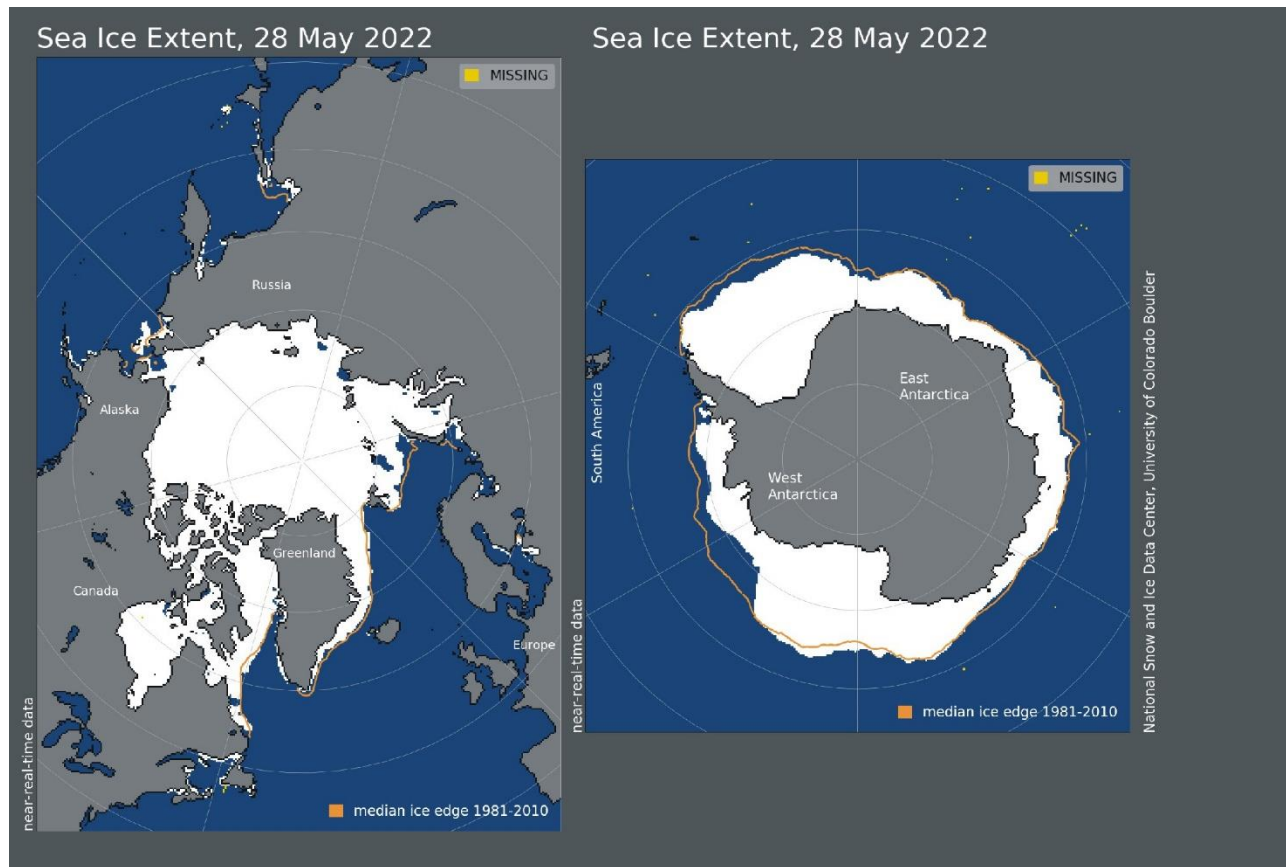 Sea Ice Extent, 28 May 2022
MISSING
Russia
Alaska
Greenland
Canada
Europe
near-real-time data
median ice edge 1981-2010
Sea Ice Extent, 28 May 2022
MISSING
East
Antarctica
South America
West
Antarctica
near-real-time data
median ice edge 1981-2010
National Snow and Ice Data Center, University of Colorado Boulder